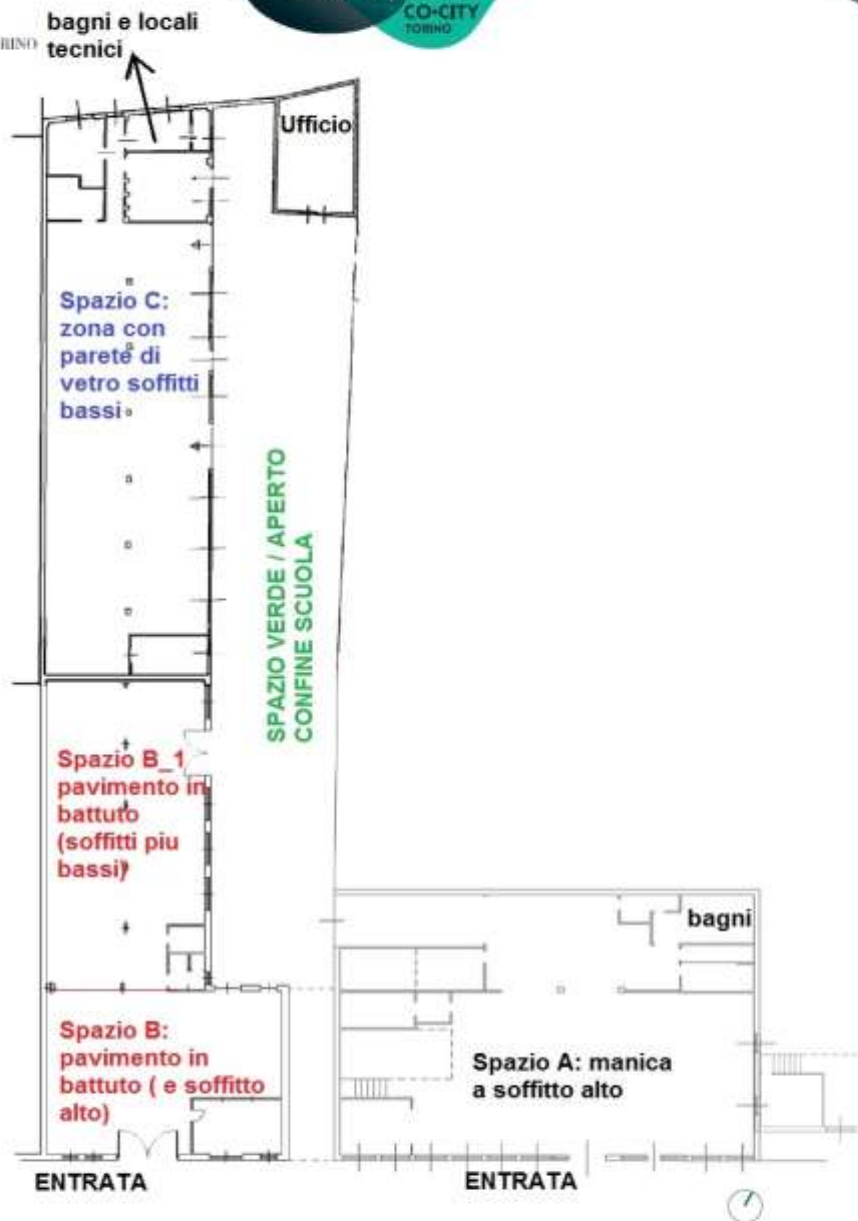 CO-CITY
TORINO
RINO
bagni e locali
tecnici
Ufficio
Spazio C:
zona con
parete di
vetro soffitti
bassi
SPAZIO VERDE / APERTO
CONFINE SCUOLA
Spazio B_1
pavimento in
battuto
(soffitti piu
bassi)
bagni
Spazio B:
pavimento in
battuto ( e soffitto
alto)
Spazio A: manica
a soffitto alto
ENTRATA
ENTRATA